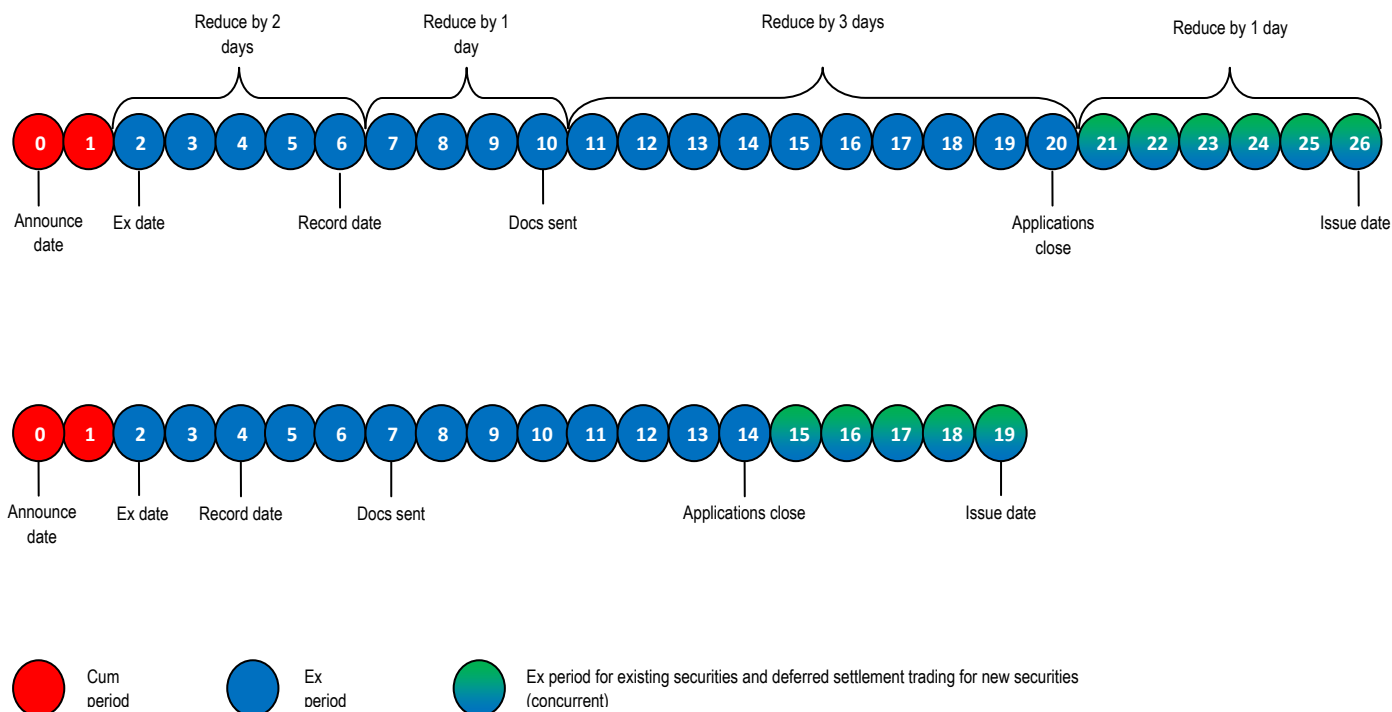 Reduce by 2
days
Reduce by 1
day
Reduce by 3 days
Reduce by 1 day
0 1 2 3 4 5 6 7 8 9 10 11 12 13 14 15 16 17 18 19 20 21 22 23 24 25 26
Announce
date
Ex date
Record date
Docs sent
Applications
close
Issue date
0 1 2 3 4 5 6 7 8 9 10 11 12 13 14 15 16 17 18 19
Announce
date
Ex date
Record date
Docs sent
Applications close
Issue date
Cum
period
Ex
period
Ex period for existing securities and deferred settlement trading for new securities
(concurrent)